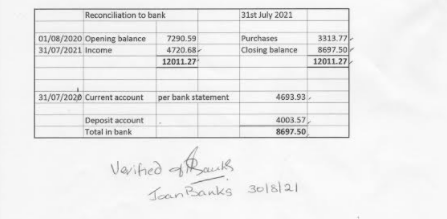 Reconciliation to bank 31st July 2021
01/08/2020 Opening balance 7290.59 Purchases 3313.77
31/07/2021 Income 4720.68 Closing balance 8697.50
12011.27 12011.27
31/07/2020 Current account per bank statement 4693.93
Deposit account 4003.57
Total in bank 8697.50
Verified of Banks
Joan Banks 30/8/21